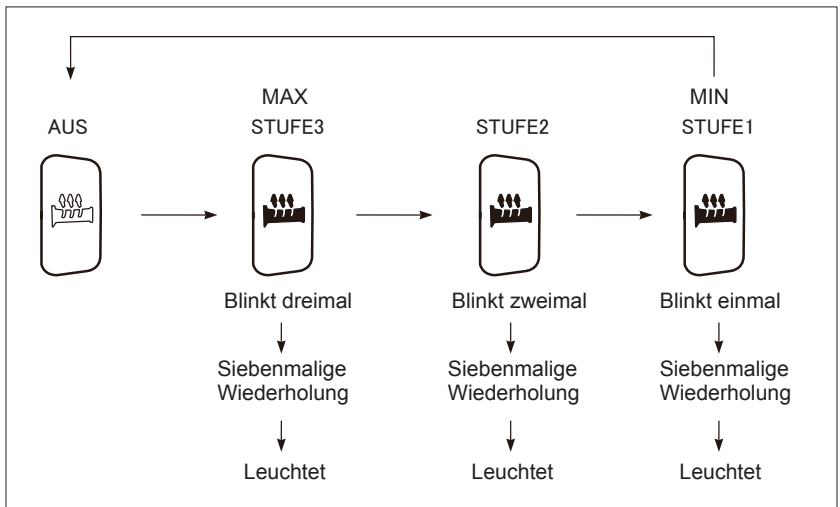 MAX
MIN
AUS
STUFE3
STUFE2
STUFE1
Blinkt dreimal
Blinkt zweimal
Blinkt einmal
Siebenmalige
Wiederholung
Siebenmalige
Wiederholung
Siebenmalige
Wiederholung
Leuchtet
Leuchtet
Leuchtet